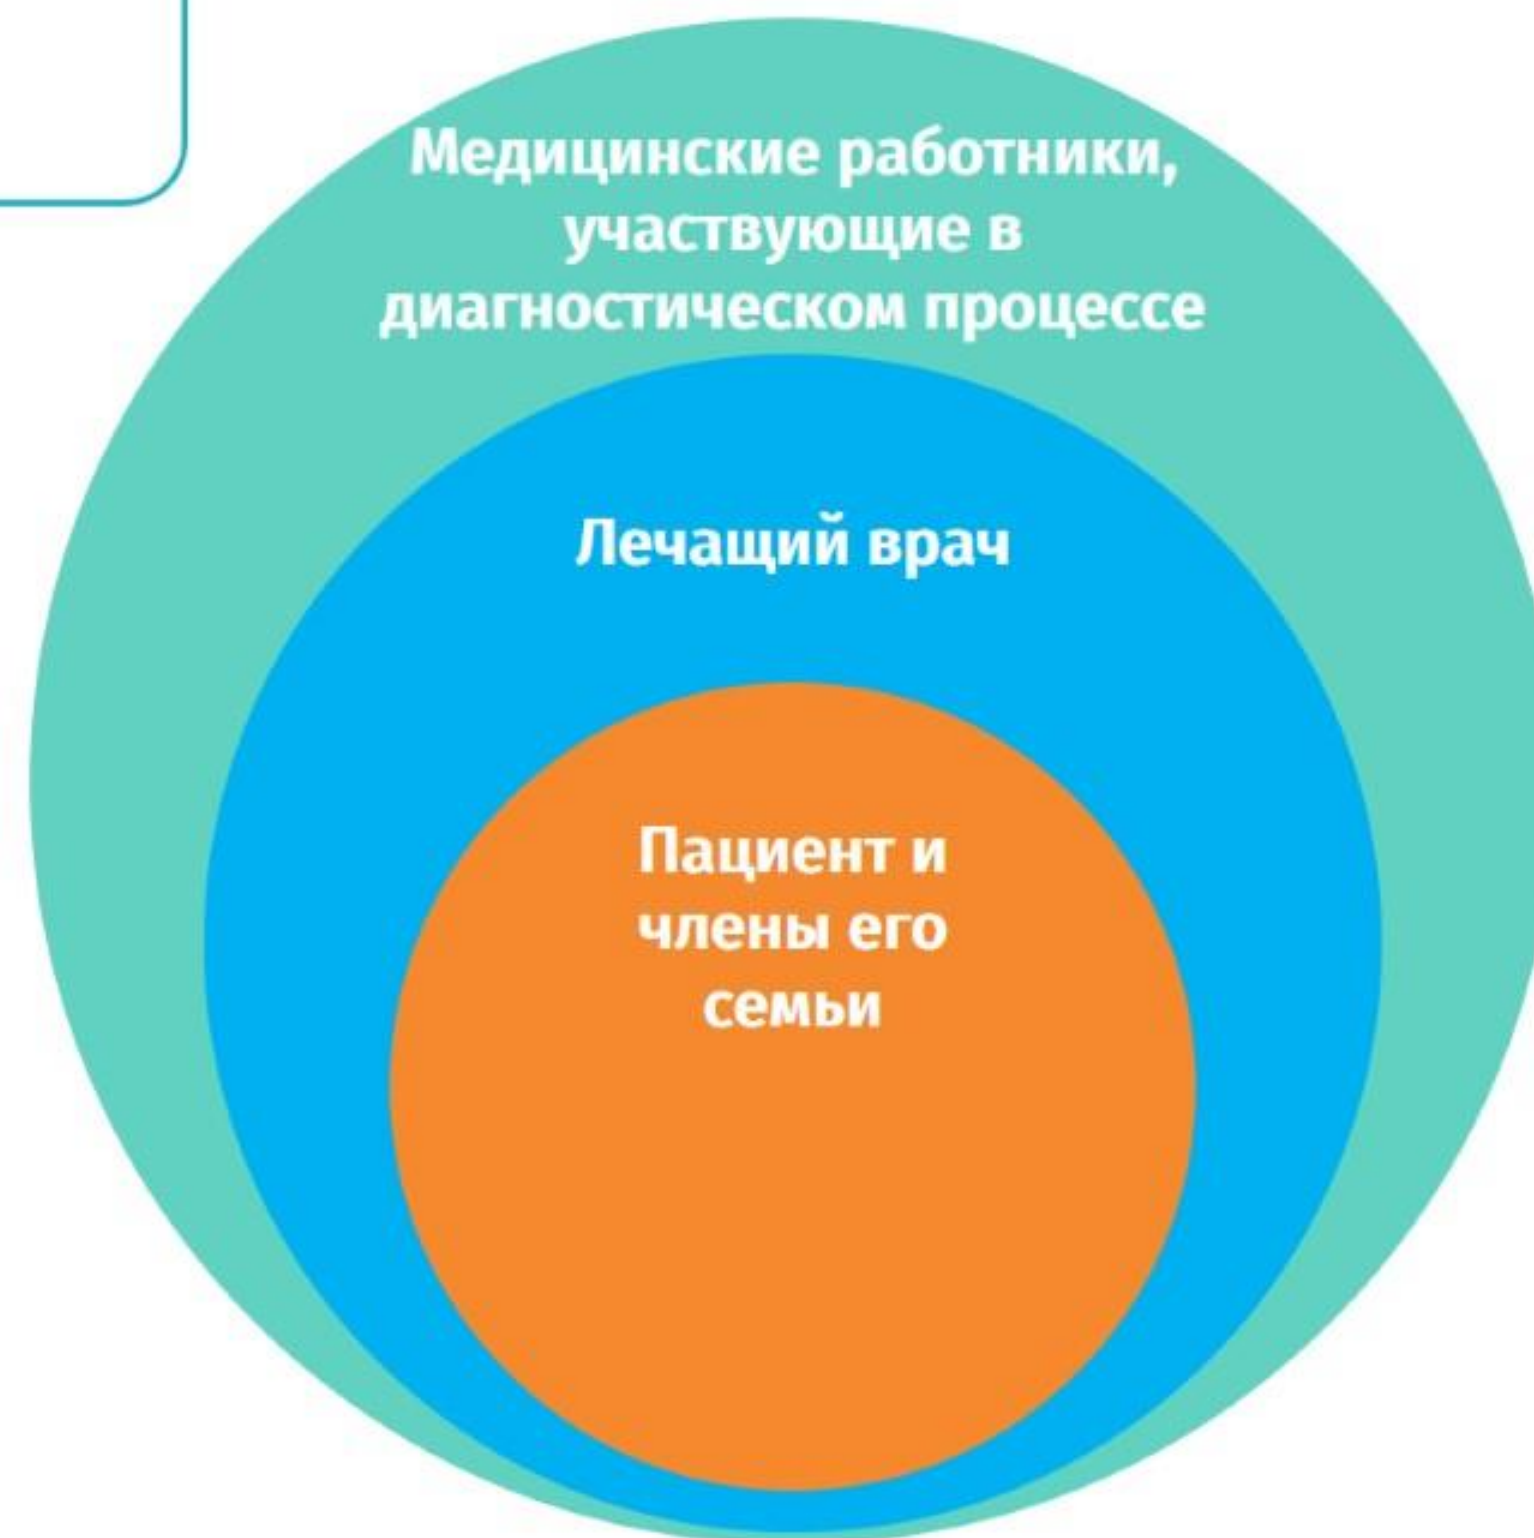 Медицинские работники,
участвующие в
диагностическом процессе
Лечащий врач
Пациент и
члены его
семьи